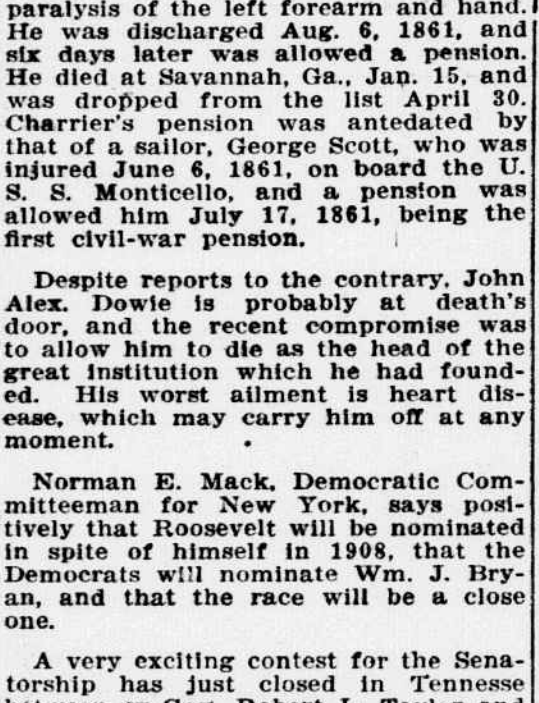 paralysis of the left forearm and hand.
He was discharged Aug. 6, 1861, and
six days later was allowed a pension.
He died at Savannah, Ga., Jan. 15, and
was dropped from the list April 30.
Charrier's pension was antedated by
that of a sailor, George Scott, who was
injured June 6, 1861, on board the U.
S. S. Monticello, and a pension was
allowed him July 17, 1861, being the
first civil-war pension.
Despite reports to the contrary, John
Alex. Dowie is probably at death's
door, and the recent compromise was
to allow him to die as the head of the
great institution which he had found-
ed. His worst ailment is heart dis-
ease, which may carry him off at any
moment.
Norman E. Mack, Democratic Com-
mitteeman for New York, says posi-
tively that Roosevelt will be nominated
in spite of himself in 1908, that the
Democrats will nominate Wm. J. Bry-
an, and that the race will be a close
one.
A very exciting contest for the Sena-
torship has just closed in Tennesse
Robert L. Taylor and